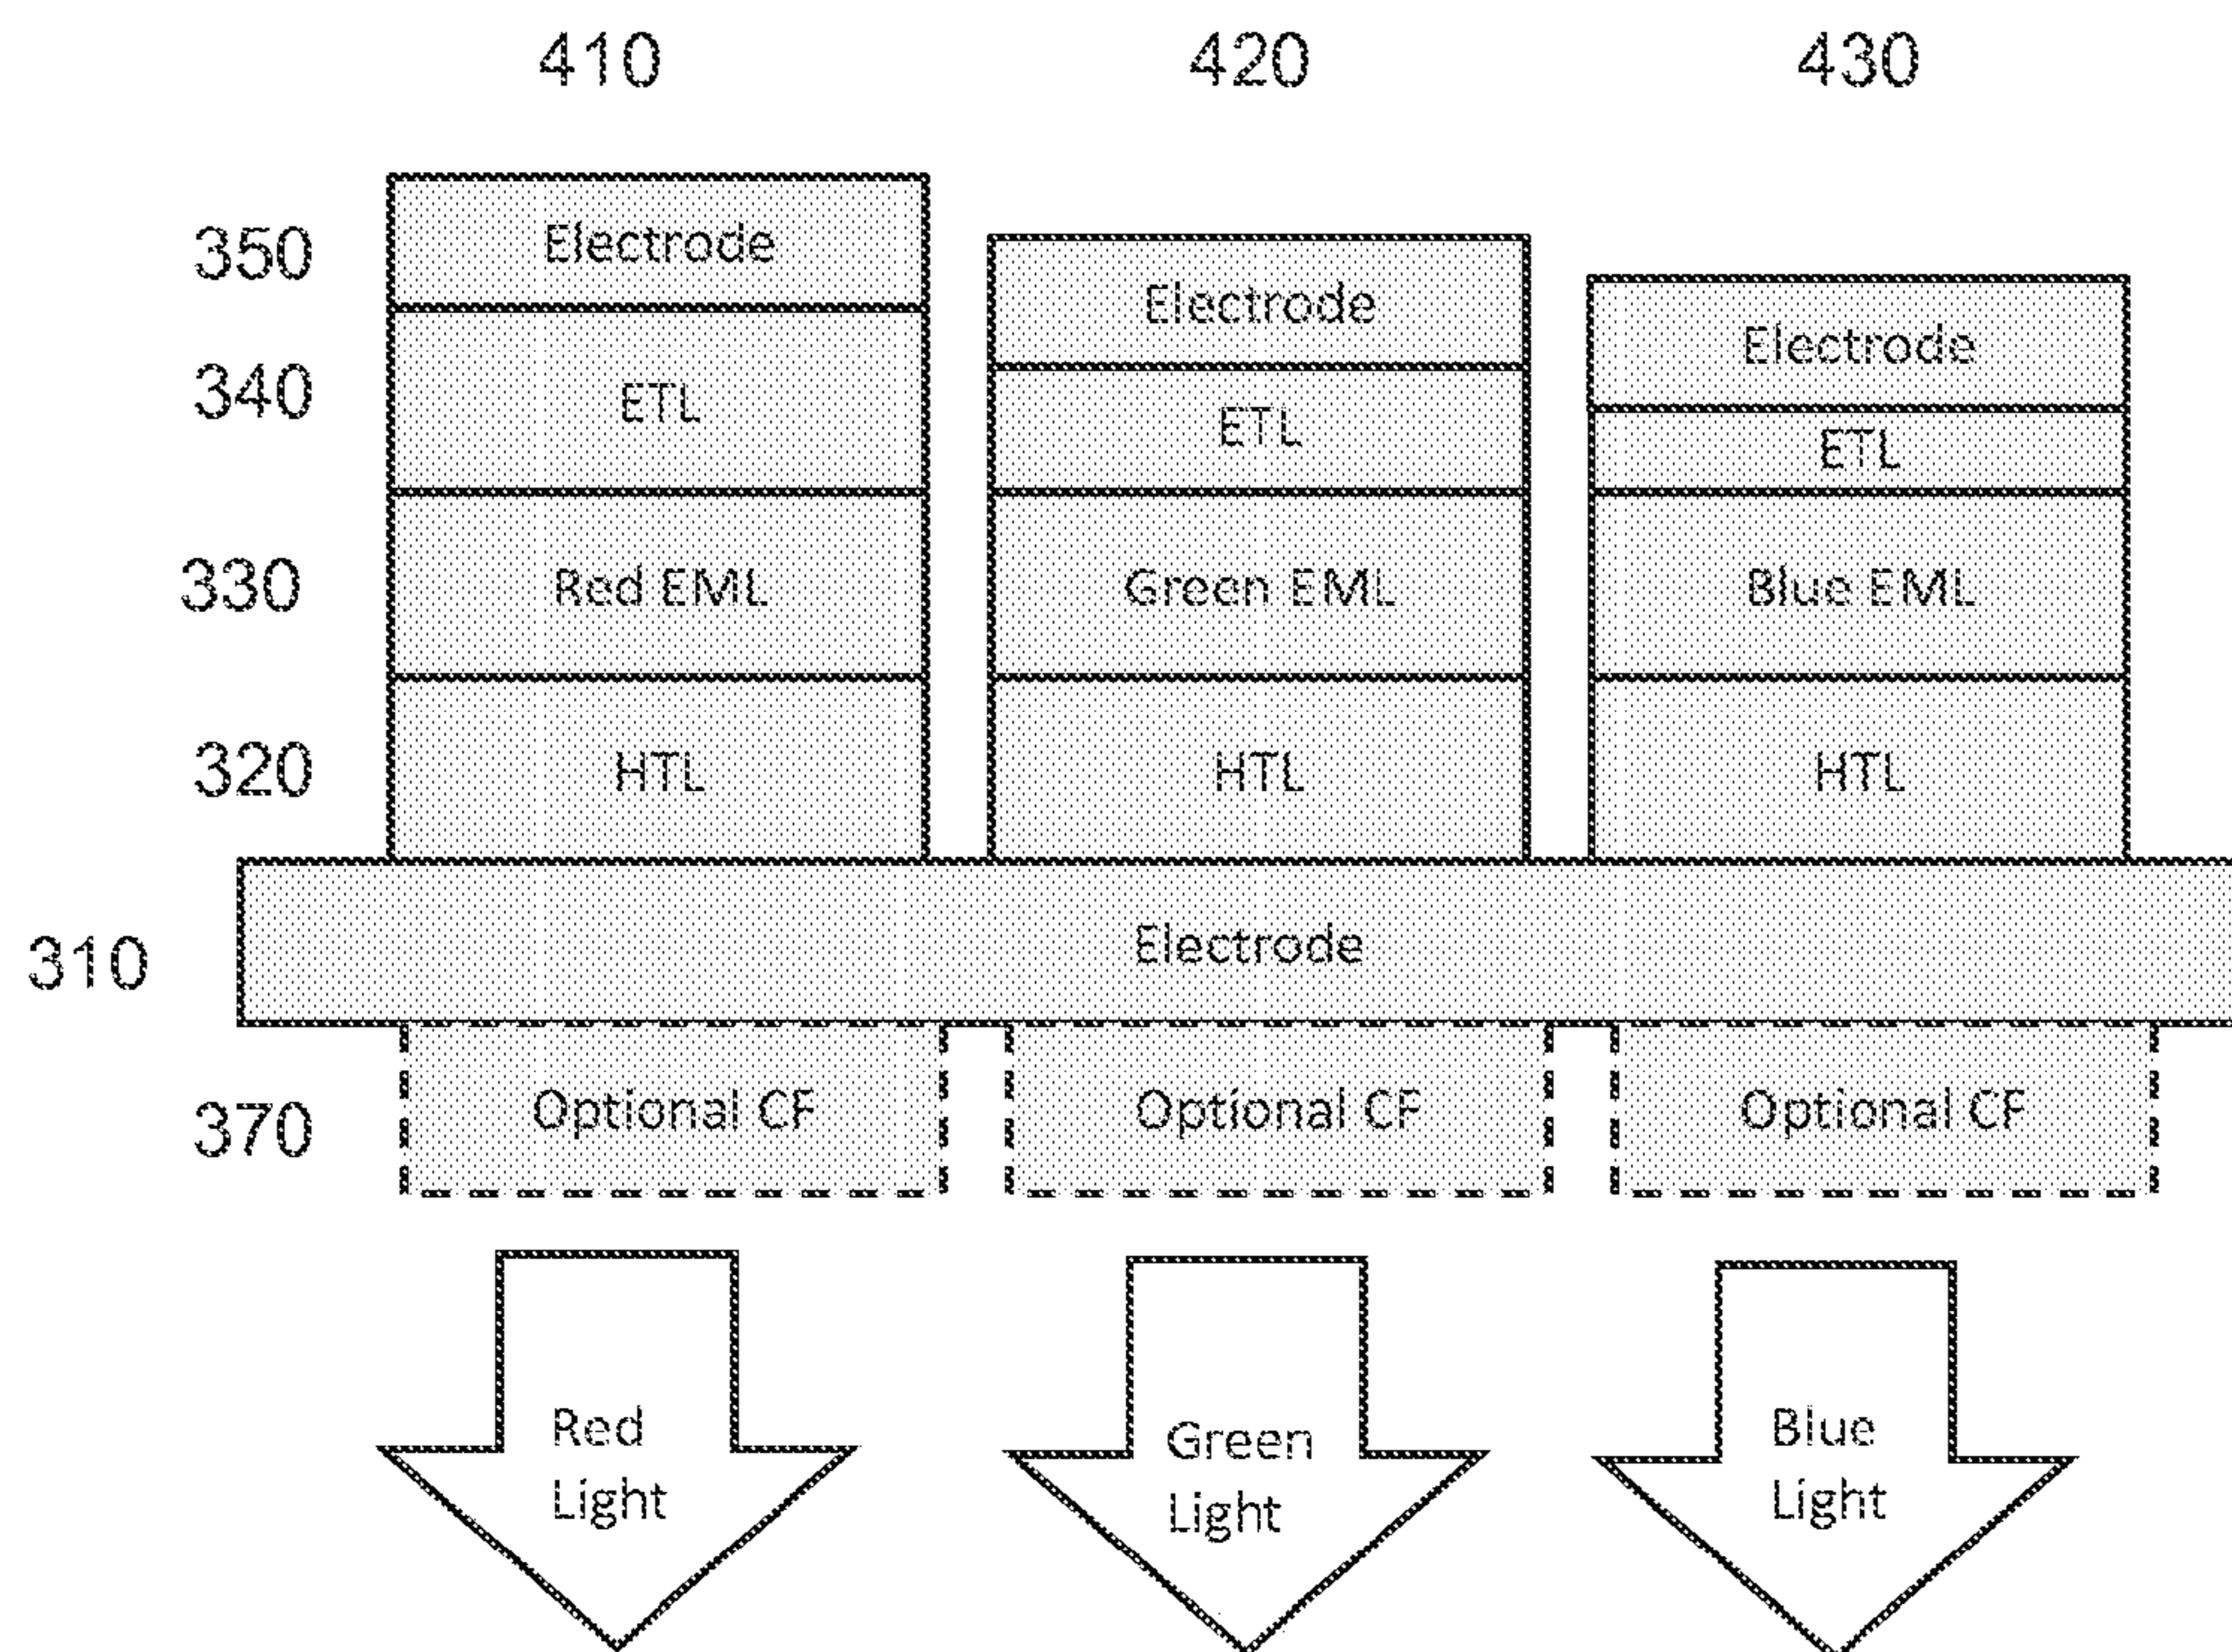 410 420 430
350 Electrode Electrode Electrode
340 ETL ETL ETL
330 Red EML Green EML Blue EML
320 HTL HTL HTL
310 Electrode
370 Optional CF Optional CF Optional CF
Red Green Blue
Light Light Light